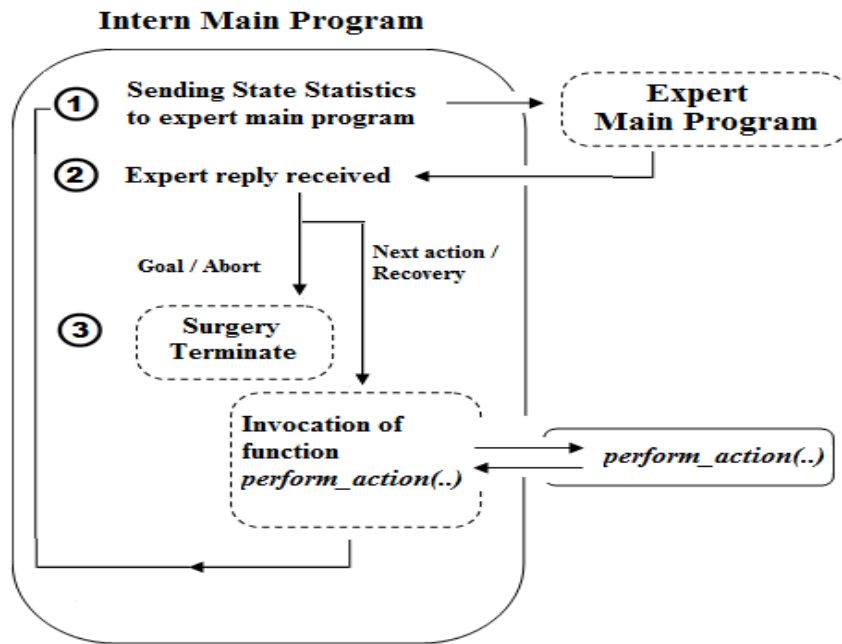 Intern Main Program
1
Sending State Statistics
to expert main program
Expert
Main Program
2
Expert reply received
Goal / Abort
Next action /
Recovery
3
Surgery
Terminate
Invocation of
function
perform_action(..)
perform_action(..)